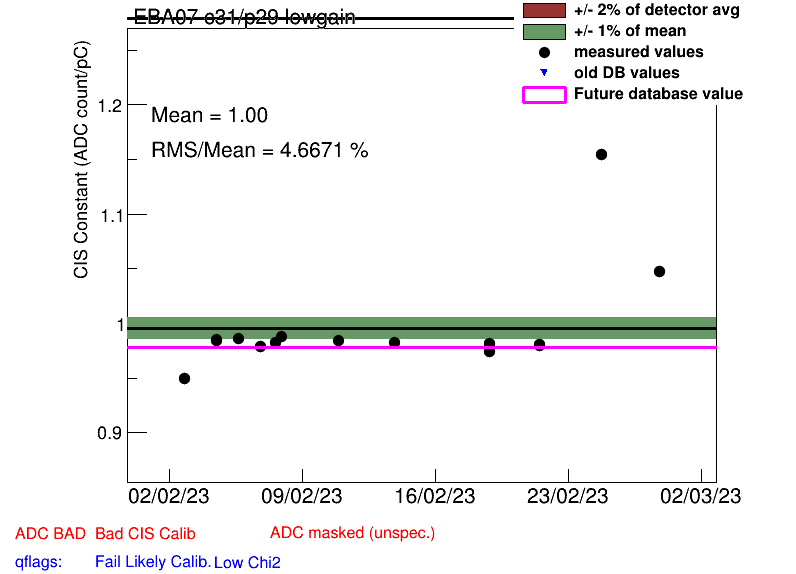 EBA07 c31/p29 lowgain
+/- 2% of detector avg
+/- 1% of mean
measured values
old DB values
Future database value
CIS Constant (ADC count/pC)
Mean = 1.00
RMS/Mean = 4.6671 %
1.2
1.1
1
0.9
02/02/23 09/02/23 16/02/23 23/02/23 02/03/23
ADC BAD Bad CIS Calib ADC masked (unspec.)
qflags: Fail Likely Calib. Low Chi2